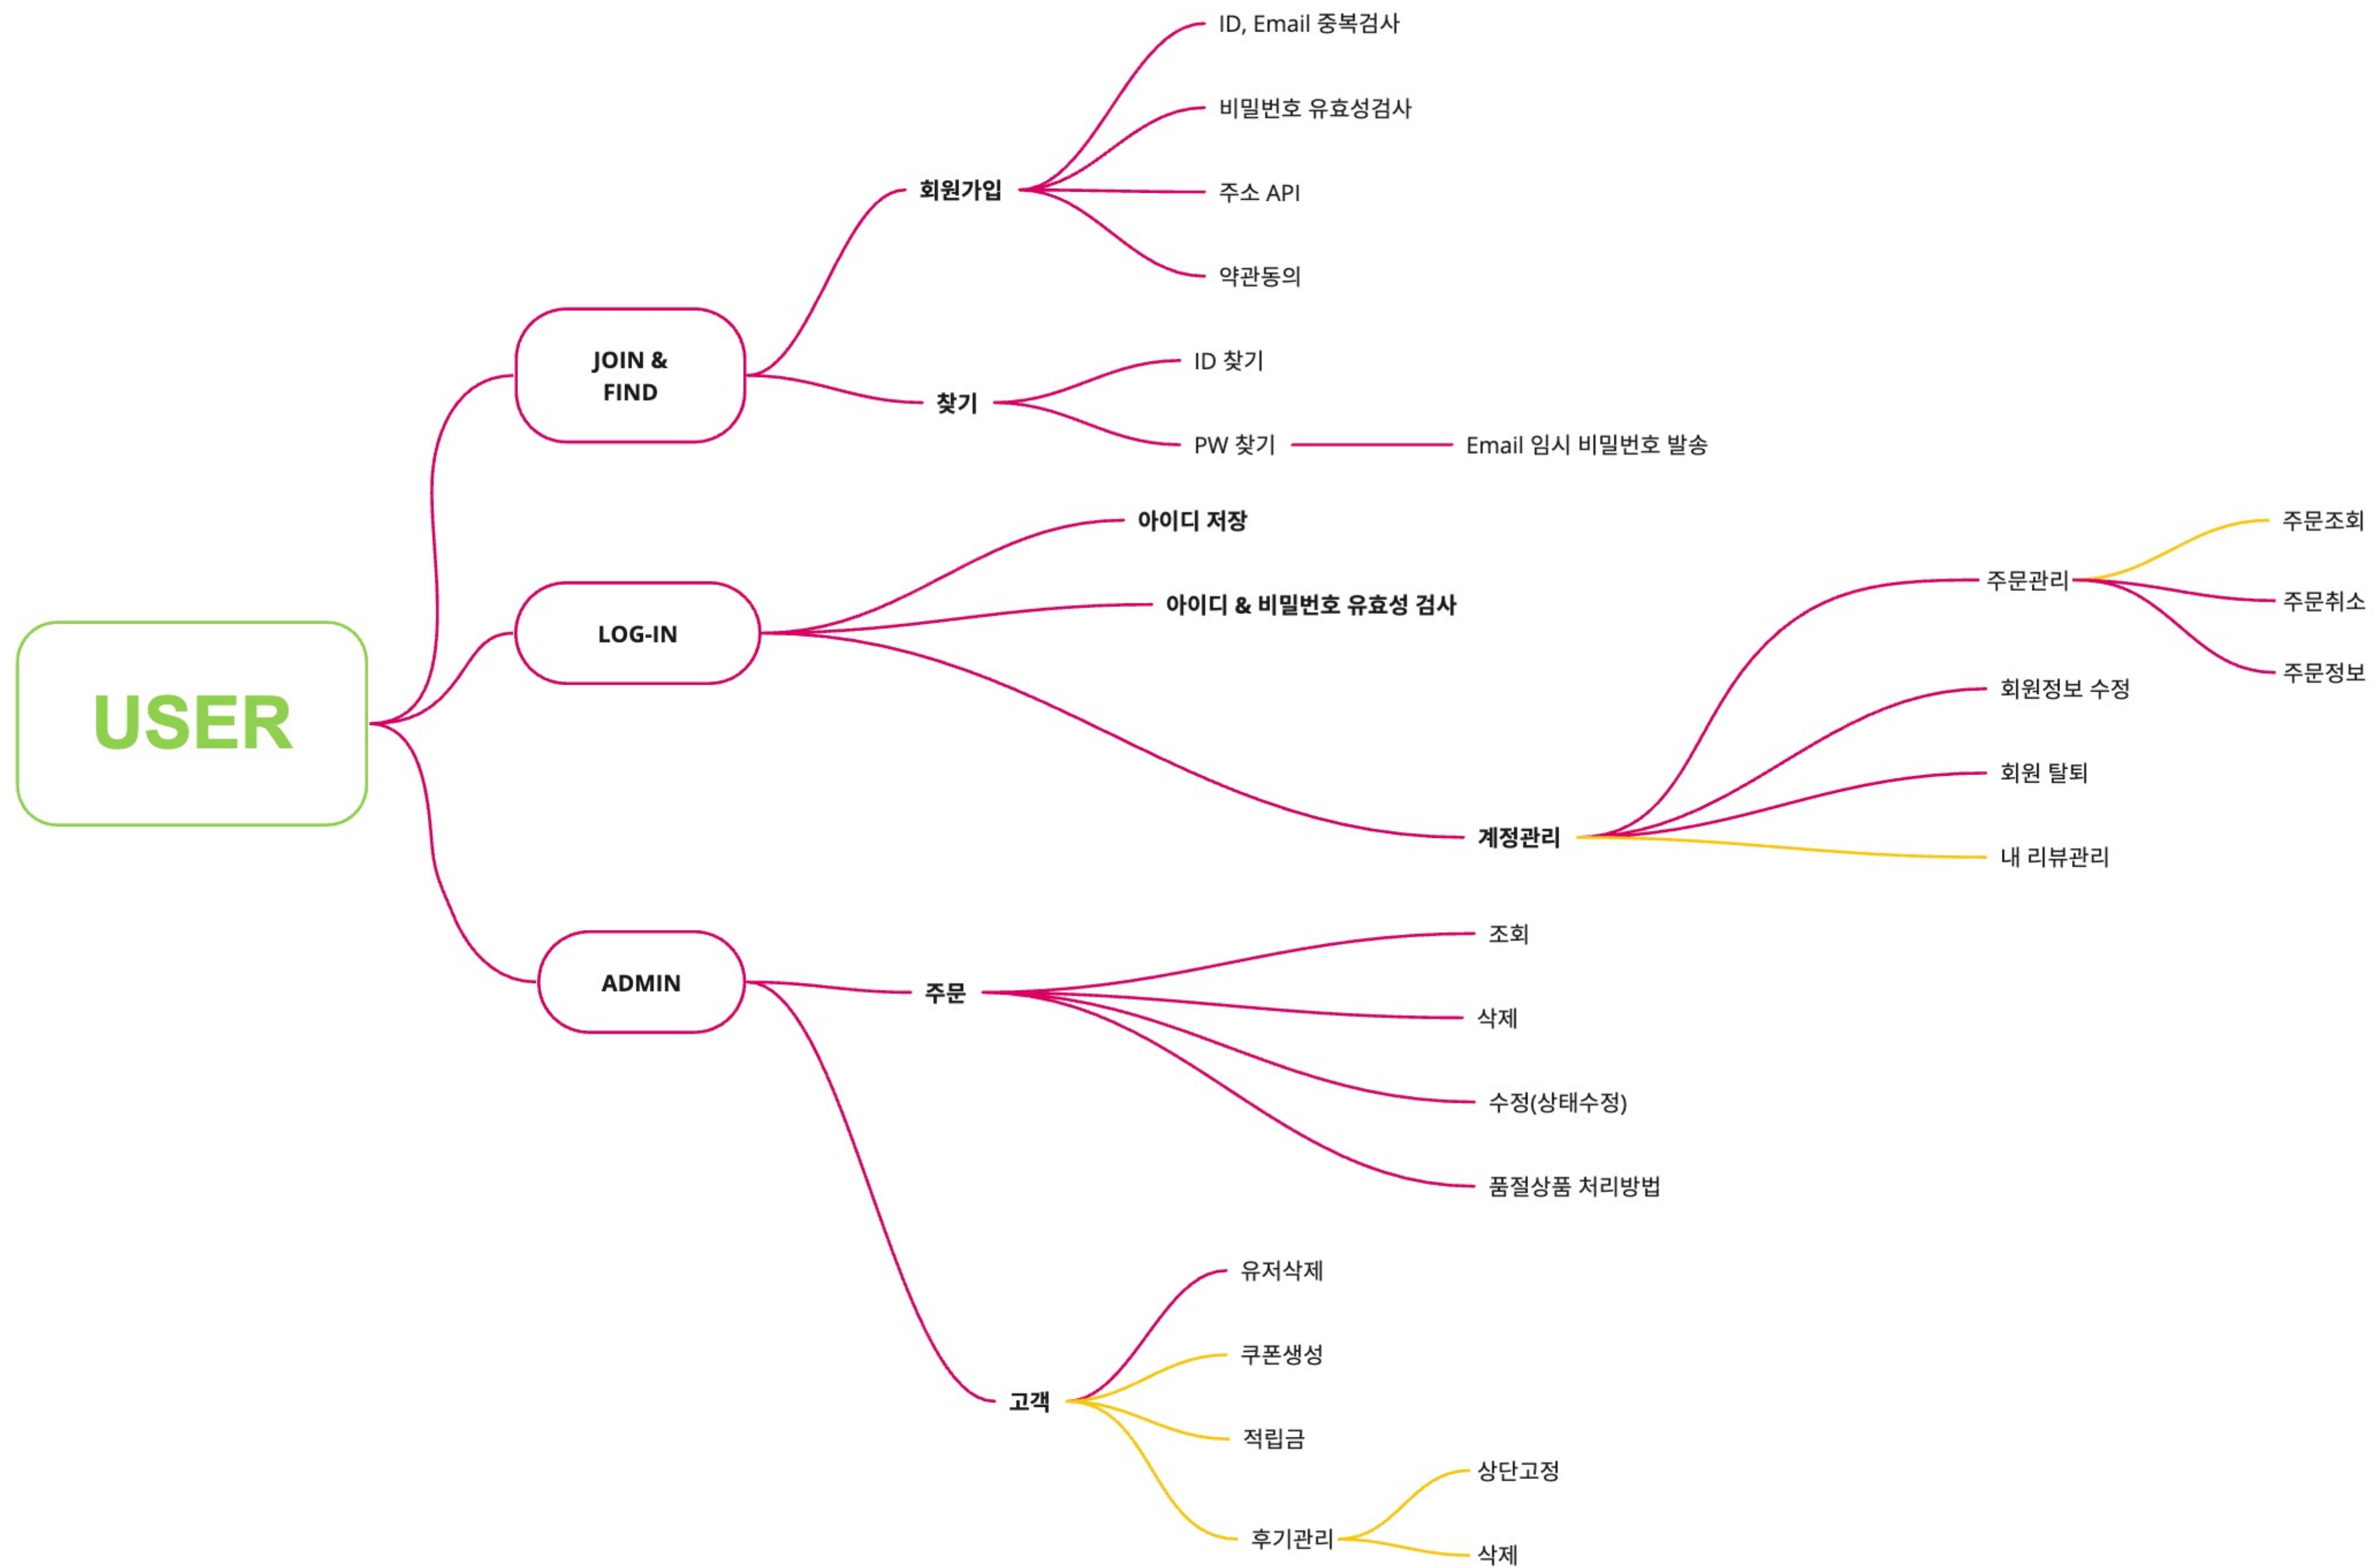 USER
JOIN &
FIND
회원가입
ID, Email 중복검사
비밀번호 유효성검사
주소 API
약관동의
찾기
ID 찾기
PW 찾기
Email 임시 비밀번호 발송
LOG-IN
아이디 저장
아이디 & 비밀번호 유효성 검사
계정관리
주문관리
주문조회
주문취소
주문정보
회원정보 수정
회원 탈퇴
내 리뷰관리
ADMIN
주문
조회
삭제
수정(상태수정)
품절상품 처리방법
고객
유저삭제
쿠폰생성
적립금
후기관리
상단고정
삭제